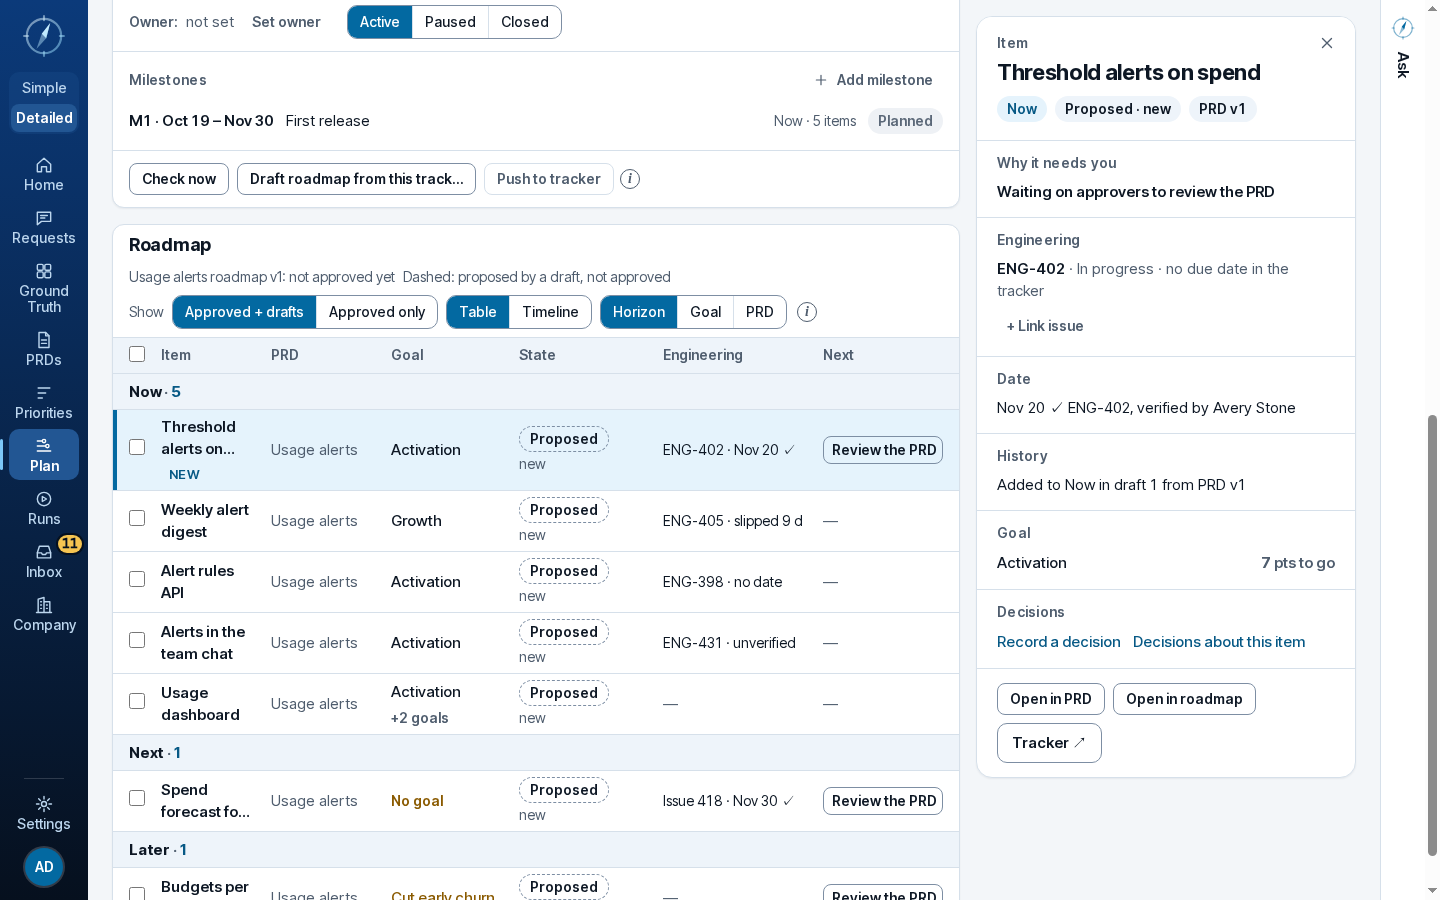 Simple
Detailed
Home
Requests
Ground
Truth
PRDs
Priorities
Plan
Runs
11
Inbox
Company
Settings
AD
Owner: not set Set owner Active Paused Closed
Milestones + Add milestone
M1 · Oct 19 – Nov 30 First release Now · 5 items Planned
Check now Draft roadmap from this track... Push to tracker i
Roadmap
Usage alerts roadmap v1: not approved yet Dashed: proposed by a draft, not approved
Show Approved + drafts Approved only Table Timeline Horizon Goal PRD i
Item PRD Goal State Engineering Next
Now · 5
Threshold
alerts on...
NEW
Usage alerts
Activation
Proposed
new
ENG-402 · Nov 20 ✓
Review the PRD
Weekly alert
digest
Usage alerts
Growth
Proposed
new
ENG-405 · slipped 9 d
—
Alert rules
API
Usage alerts
Activation
Proposed
new
ENG-398 · no date
—
Alerts in the
team chat
Usage alerts
Activation
Proposed
new
ENG-431 · unverified
—
Usage
dashboard
Usage alerts
Activation
+2 goals
Proposed
new
—
—
Next · 1
Spend
forecast fo...
Usage alerts
No goal
Proposed
new
Issue 418 · Nov 30 ✓
Review the PRD
Later · 1
Budgets per
Usage alerts
Cut early churn
Proposed
—
Review the PRD
Item
Threshold alerts on spend
Now Proposed · new PRD v1
Why it needs you
Waiting on approvers to review the PRD
Engineering
ENG-402 · In progress · no due date in the
tracker
+ Link issue
Date
Nov 20 ✓ ENG-402, verified by Avery Stone
History
Added to Now in draft 1 from PRD v1
Goal
Activation 7 pts to go
Decisions
Record a decision Decisions about this item
Open in PRD Open in roadmap
Tracker ↗
Ask